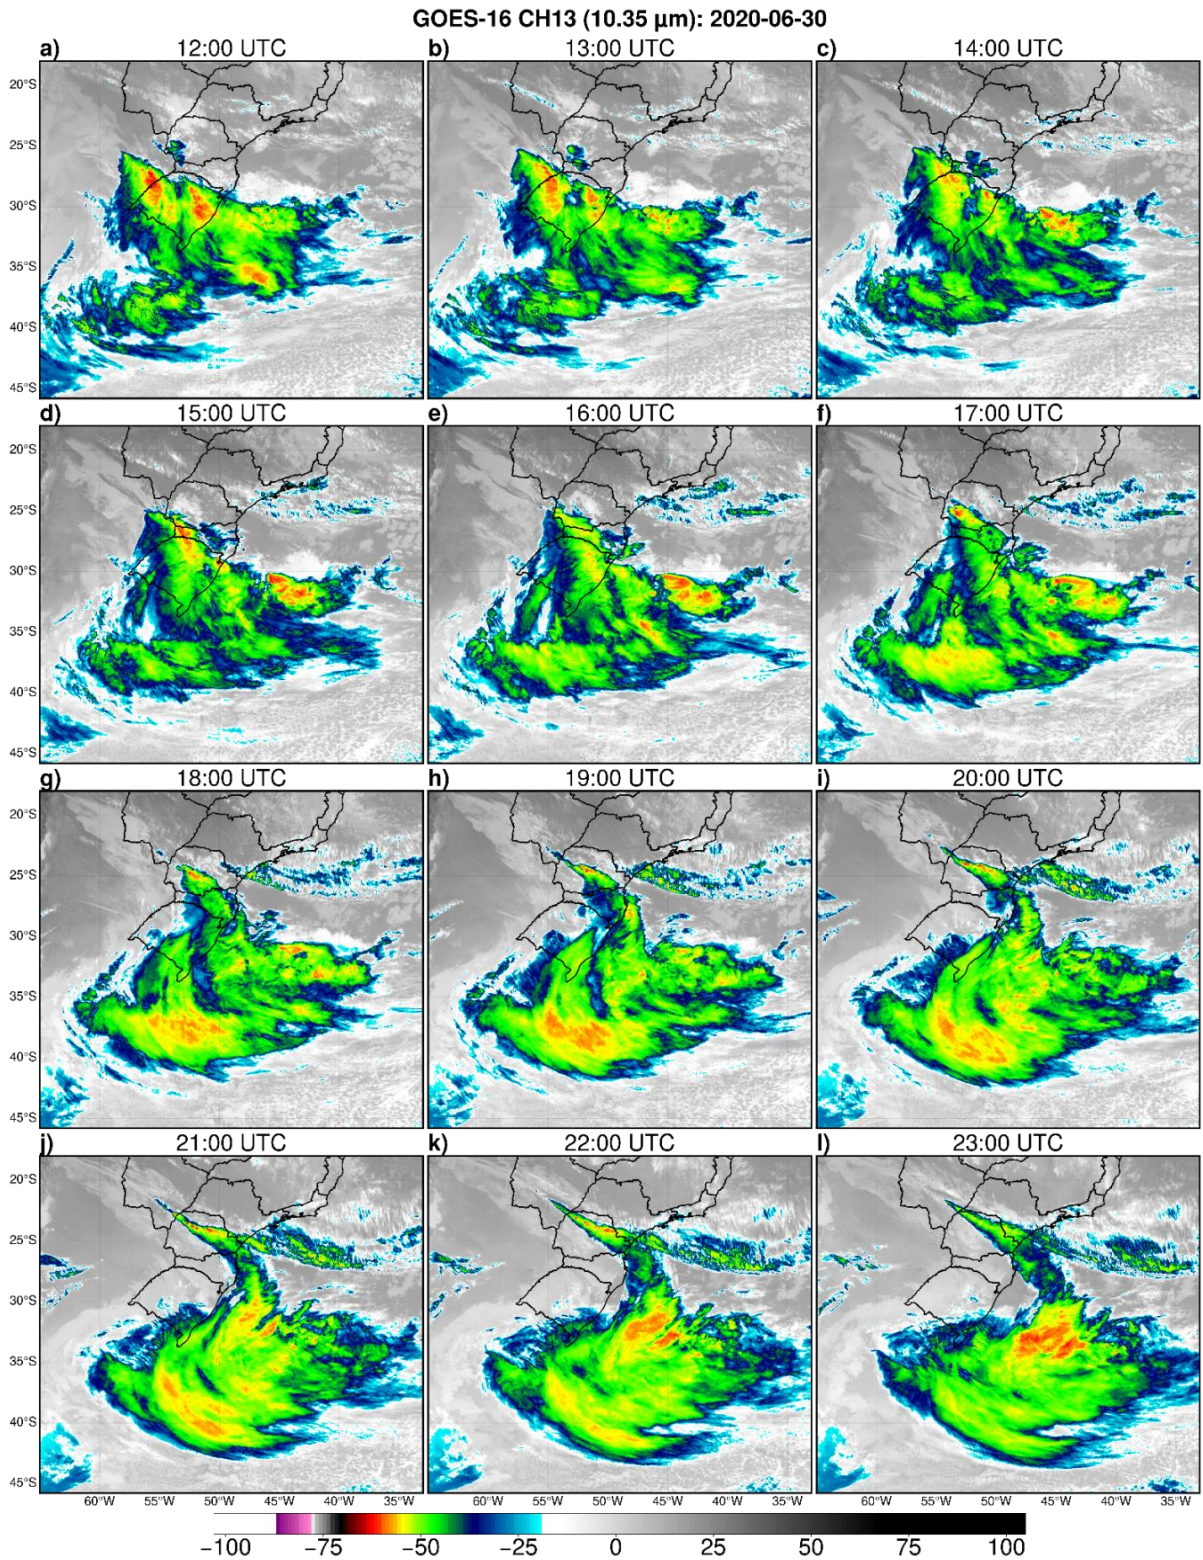 GOES-16 CH13 (10.35 µm): 2020-06-30
a) 12:00 UTC b) 13:00 UTC c) 14:00 UTC
20°S
25°S
30°S
35°S
40°S
45°S
d) 15:00 UTC e) 16:00 UTC f) 17:00 UTC
20°S
25°S
30°S
35°S
40°S
45°S
g) 18:00 UTC h) 19:00 UTC i) 20:00 UTC
20°S
25°S
30°S
35°S
40°S
45°S
j) 21:00 UTC k) 22:00 UTC l) 23:00 UTC
20°S
25°S
30°S
35°S
40°S
45°S
60°W 55°W 50°W 45°W 40°W 35°W 60°W 55°W 50°W 45°W 40°W 35°W 60°W 55°W 50°W 45°W 40°W 35°W
−100 −75 −50 −25 0 25 50 75 100